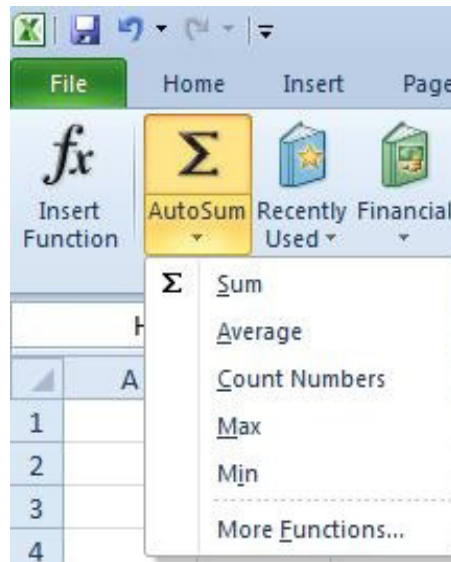 File Home Insert Page
fx Σ
Insert Function AutoSum Recently Used Financial
Σ Sum
Average
Count Numbers
Max
Min
More Functions...
H
A
1
2
3
4